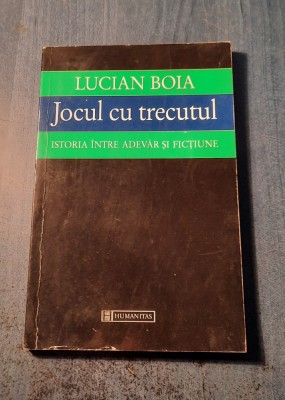 LUCIAN BOIA
Jocul cu trecutul
ISTORIA ÎNTRE ADEVĂR ȘI FICȚIUNE
HUMANITAS